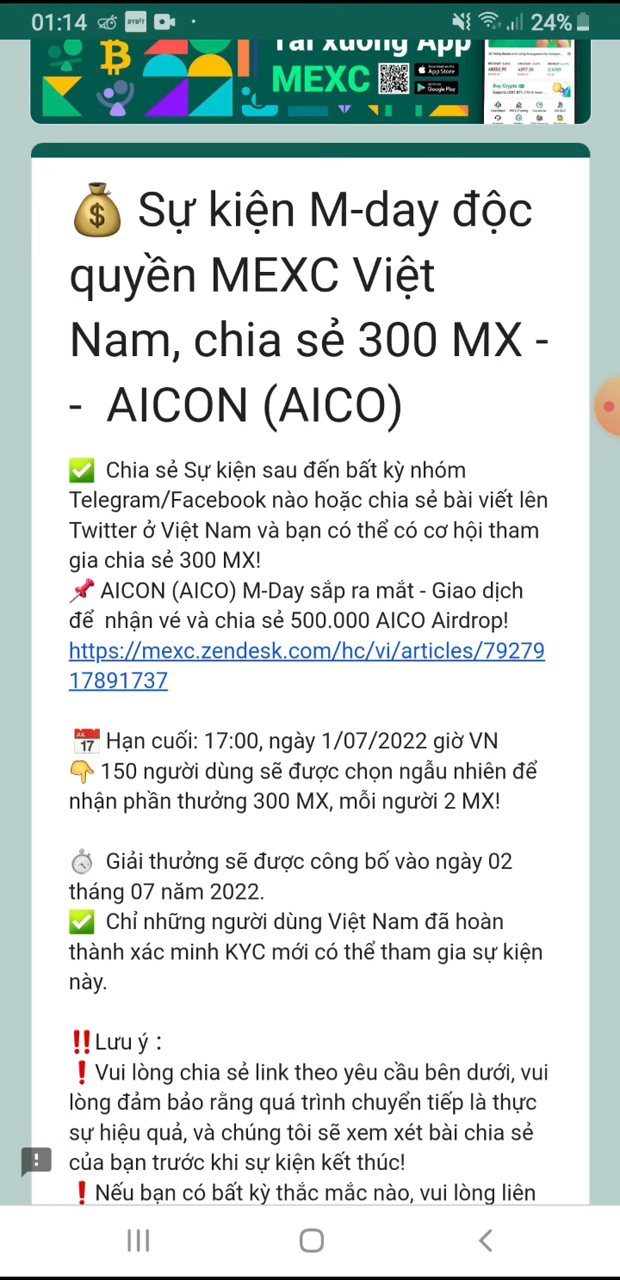 01:14
BYBIT
24%
Tải xuống App
MEXC
App Store
Google Play
Buy Crypto
💰 Sự kiện M-day độc
quyền MEXC Việt
Nam, chia sẻ 300 MX -
- AICON (AICO)
✅ Chia sẻ Sự kiện sau đến bất kỳ nhóm
Telegram/Facebook nào hoặc chia sẻ bài viết lên
Twitter ở Việt Nam và bạn có thể có cơ hội tham
gia chia sẻ 300 MX!
📌 AICON (AICO) M-Day sắp ra mắt - Giao dịch
để nhận vé và chia sẻ 500.000 AICO Airdrop!
https://mexc.zendesk.com/hc/vi/articles/79279
17891737
📅 Hạn cuối: 17:00, ngày 1/07/2022 giờ VN
👇 150 người dùng sẽ được chọn ngẫu nhiên để
nhận phần thưởng 300 MX, mỗi người 2 MX!
⏱ Giải thưởng sẽ được công bố vào ngày 02
tháng 07 năm 2022.
✅ Chỉ những người dùng Việt Nam đã hoàn
thành xác minh KYC mới có thể tham gia sự kiện
này.
‼️Lưu ý :
❗Vui lòng chia sẻ link theo yêu cầu bên dưới, vui
lòng đảm bảo rằng quá trình chuyển tiếp là thực
sự hiệu quả, và chúng tôi sẽ xem xét bài chia sẻ
của bạn trước khi sự kiện kết thúc!
❗Nếu bạn có bất kỳ thắc mắc nào, vui lòng liên